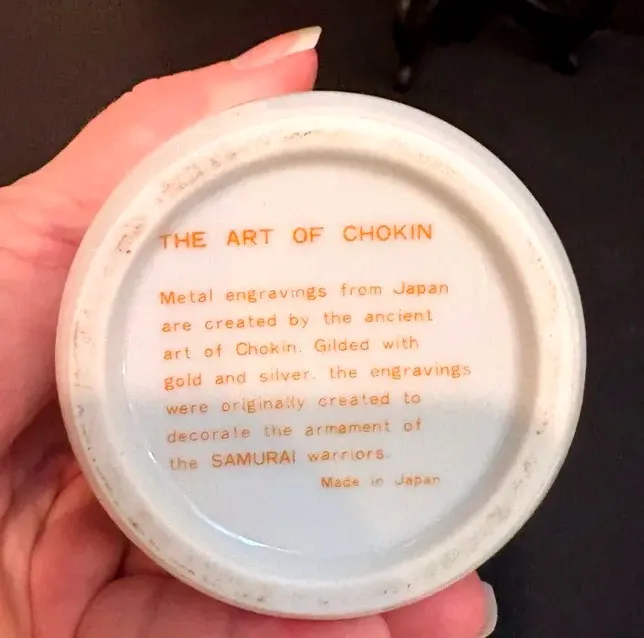 THE ART OF CHOKIN
Metal engravings from Japan
are created by the ancient
art of Chokin. Gilded with
gold and silver. the engravings
were originally created to
decorate the armament of
the SAMURAI warriors.
Made in Japan